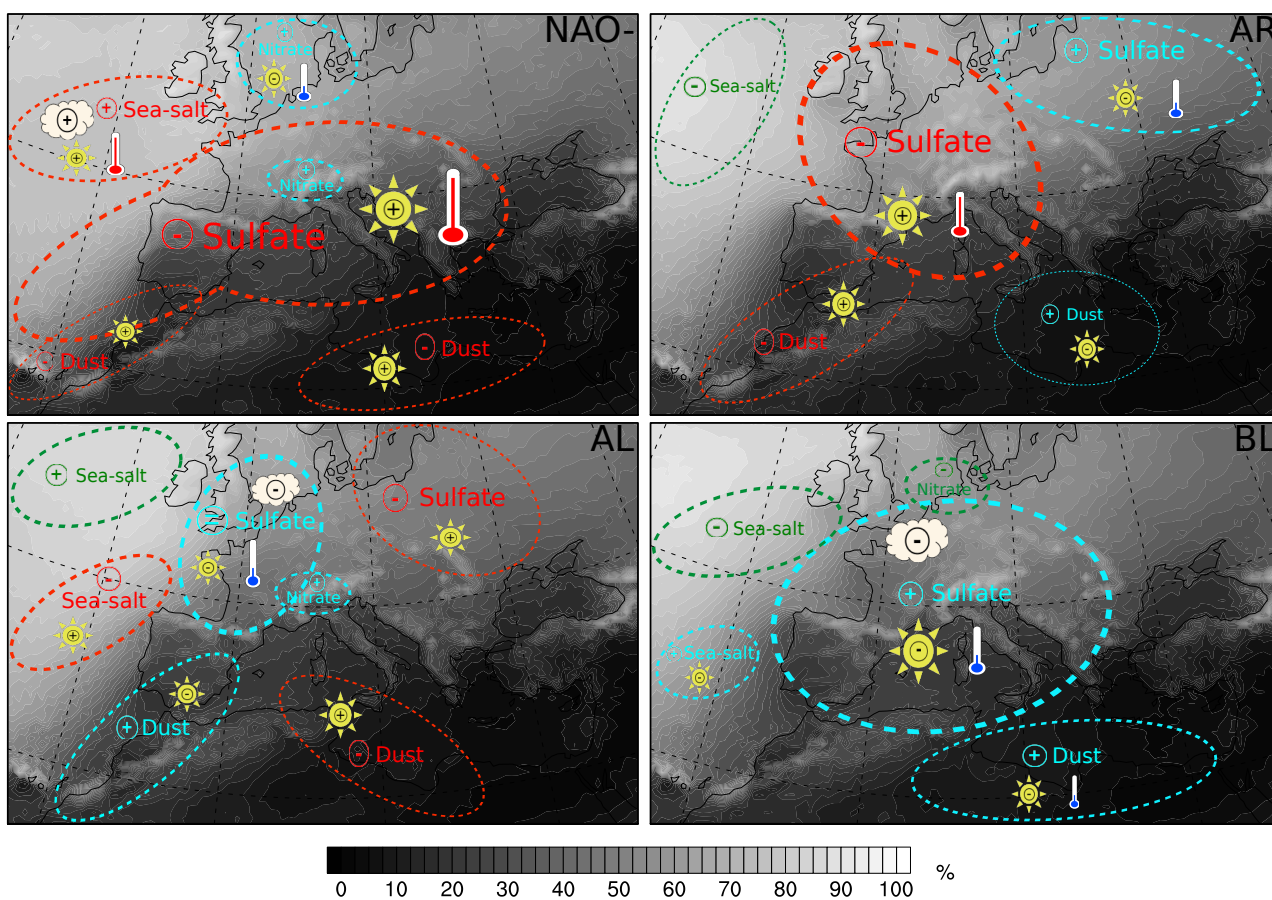 NAO-
+
Nitrate
-
+ Sea-salt
+
+
+
Nitrate
+
- Sulfate
+
- Dust
- Dust
+
AR
+ Sulfate
-
- Sea-salt
- Sulfate
+
+
- Dust
+ Dust
-
AL
+ Sea-salt
-
Sulfate
-
- Sulfate
+
-
Sea-salt
+
+
Nitrate
-
+ Dust
+
- Dust
BL
-
Nitrate
- Sea-salt
-
+ Sulfate
-
Sea-salt
-
+ Dust
-
0 10 20 30 40 50 60 70 80 90 100 %